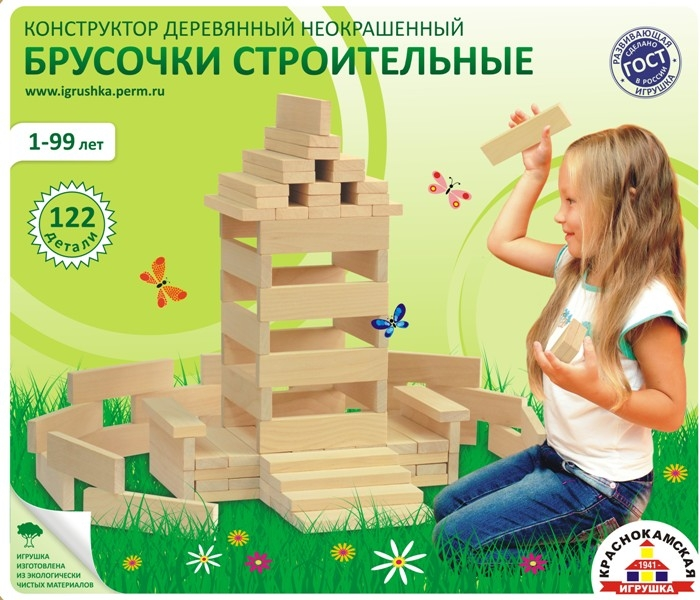 КОНСТРУКТОР ДЕРЕВЯННЫЙ НЕОКРАШЕННЫЙ
БРУСОЧКИ СТРОИТЕЛЬНЫЕ
www.igrushka.perm.ru
РАЗВИВАЮЩАЯ
СДЕЛАНО
ГОСТ
В РОССИИ
ИГРУШКА
1-99 лет
122
детали
ИГРУШКА
ИЗГОТОВЛЕНА
ИЗ ЭКОЛОГИЧЕСКИ
ЧИСТЫХ МАТЕРИАЛОВ
КРАСНОКАМСКАЯ
1941
ИГРУШКА